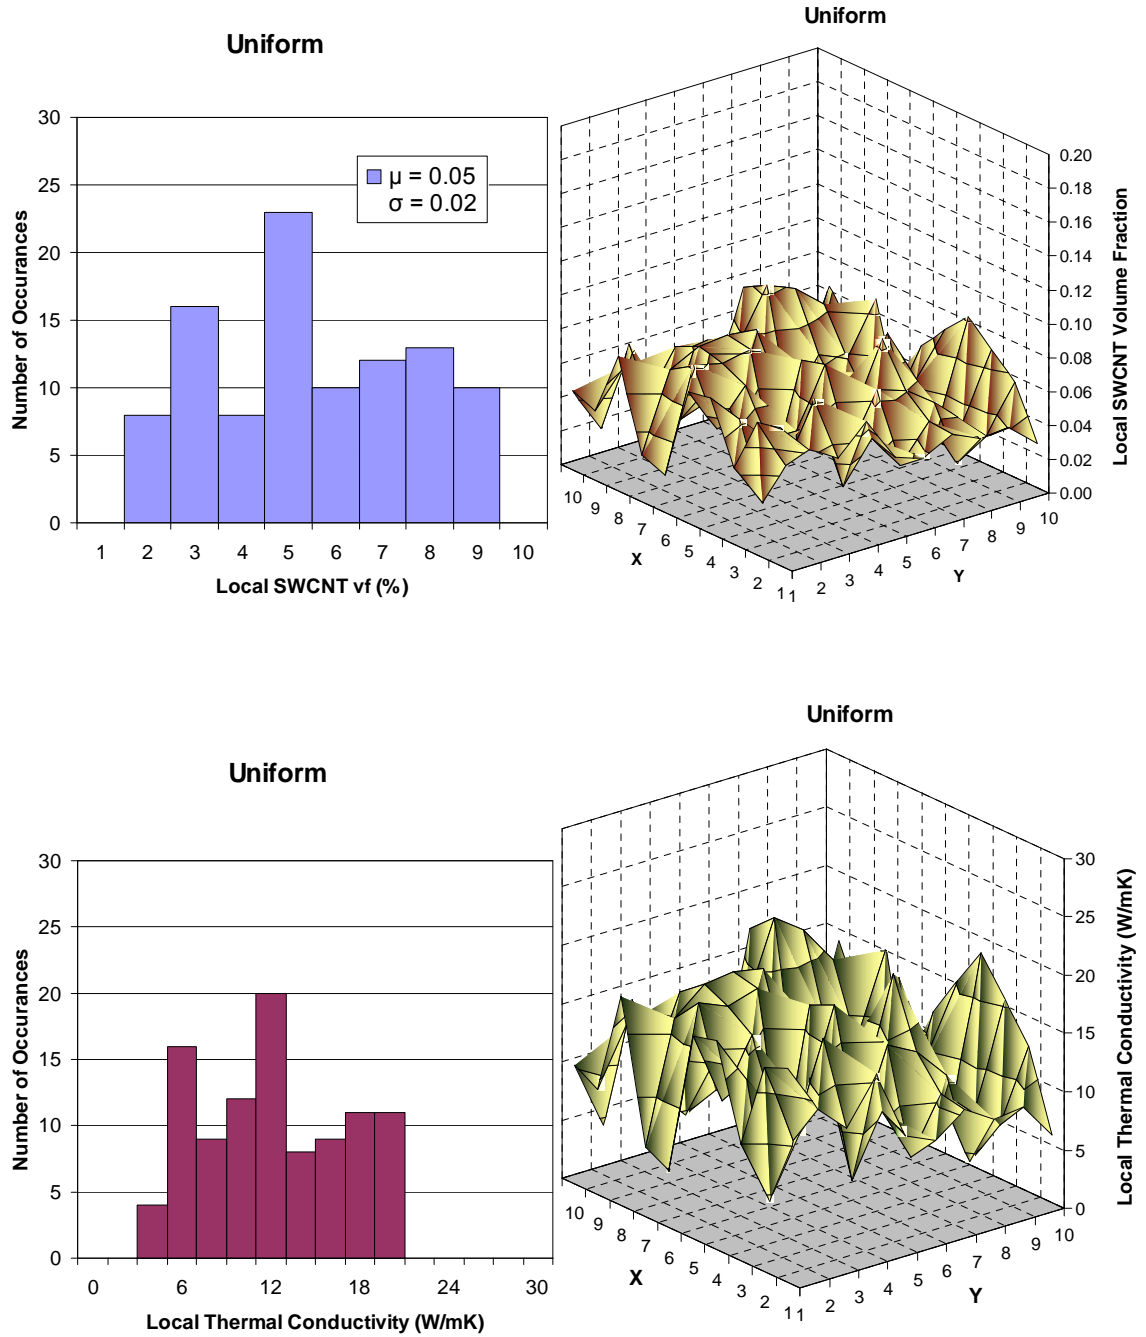 Uniform
30
25
20
15
10
5
0
Number of Occurances
μ = 0.05
σ = 0.02
1 2 3 4 5 6 7 8 9 10
Local SWCNT vf (%)
Uniform
0.20
0.18
0.16
0.14
0.12
0.10
0.08
0.06
0.04
0.02
0.00
Local SWCNT Volume Fraction
10 9 8 7 6 5 4 3 2 1
X
1 2 3 4 5 6 7 8 9 10
Y
Uniform
30
25
20
15
10
5
0
Number of Occurances
0 6 12 18 24 30
Local Thermal Conductivity (W/mK)
Uniform
30
25
20
15
10
5
0
Local Thermal Conductivity (W/mK)
10 9 8 7 6 5 4 3 2 1
X
1 2 3 4 5 6 7 8 9 10
Y